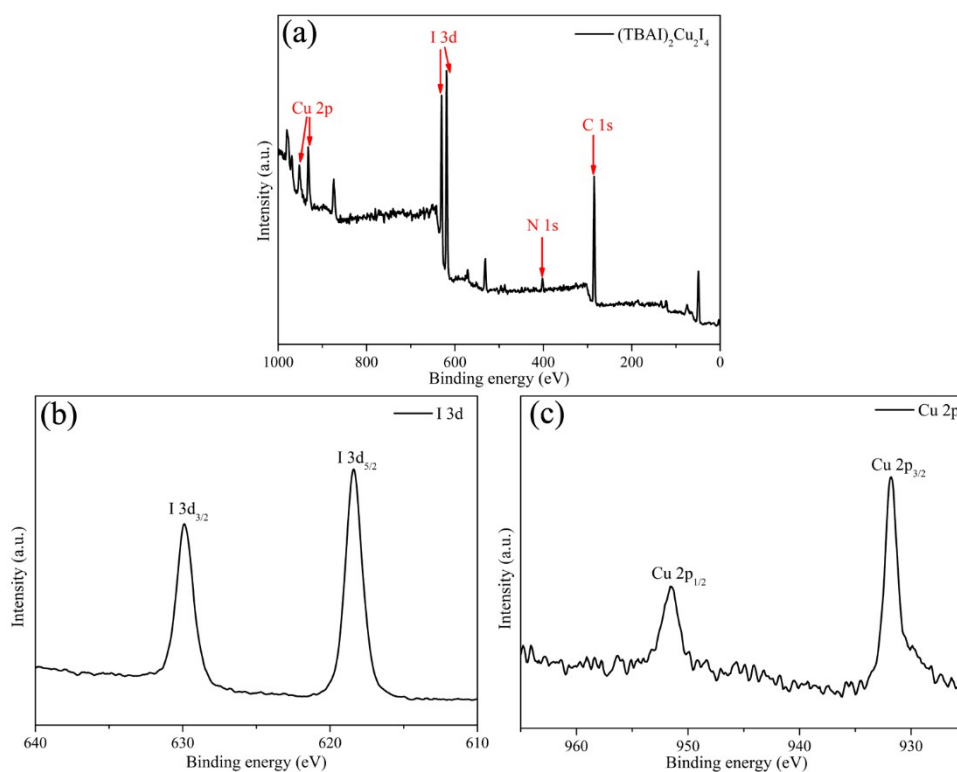 (a)
(TBAI)₂Cu₂I₄
I 3d
Cu 2p
C 1s
N 1s
Intensity (a.u.)
1000 800 600 400 200 0
Binding energy (eV)
(b)
I 3d
I 3d₅/₂
I 3d₃/₂
Intensity (a.u.)
640 630 620 610
Binding energy (eV)
(c)
Cu 2p
Cu 2p₃/₂
Cu 2p₁/₂
Intensity (a.u.)
960 950 940 930
Binding energy (eV)